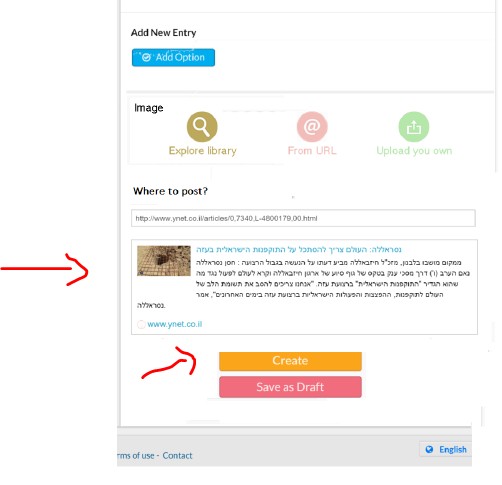 Add New Entry
Add Option
Image
Explore library
From URL
Upload you own
Where to post?
http://www.ynet.co.il/articles/0,7340,L-4800179,00.html
נסראללה: העולם צריך להסתכל על התוקפנות הישראלית בעזה
ממקום מושבו בלבנון, מזכ"ל חיזבאללה מביע דעתו על הנעשה בגבול הרצועה : חסן נסראללה
נאם הערב (ו') דרך מסכי ענק בטקס של גוף סיוע של ארגון חיזבאללה וקרא לעולם לפעול נגד מה
שהוא הגדיר "התוקפנות הישראלית" ברצועת עזה. "אנחנו צריכים להסב את תשומת הלב של
העולם לתוקפנות, ההפצצות והפעולות הישראליות ברצועת עזה בימים האחרונים", אמר
נסראללה.
www.ynet.co.il
Create
Save as Draft
English
rms of use - Contact